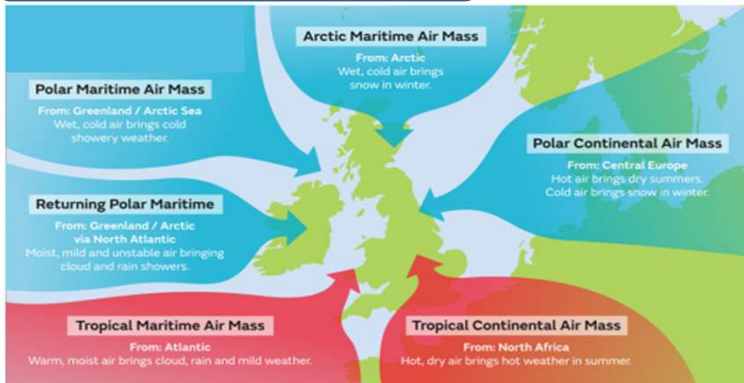 Arctic Maritime Air Mass
From: Arctic
Wet, cold air brings
snow in winter.
Polar Maritime Air Mass
From: Greenland / Arctic Sea
Wet, cold air brings cold
showery weather.
Polar Continental Air Mass
From: Central Europe
Hot air brings dry summers.
Cold air brings snow in winter.
Returning Polar Maritime
From: Greenland / Arctic
via North Atlantic
Moist, mild and unstable air bringing
cloud and rain showers.
Tropical Maritime Air Mass
From: Atlantic
Warm, moist air brings cloud, rain and mild weather.
Tropical Continental Air Mass
From: North Africa
Hot, dry air brings hot weather in summer.